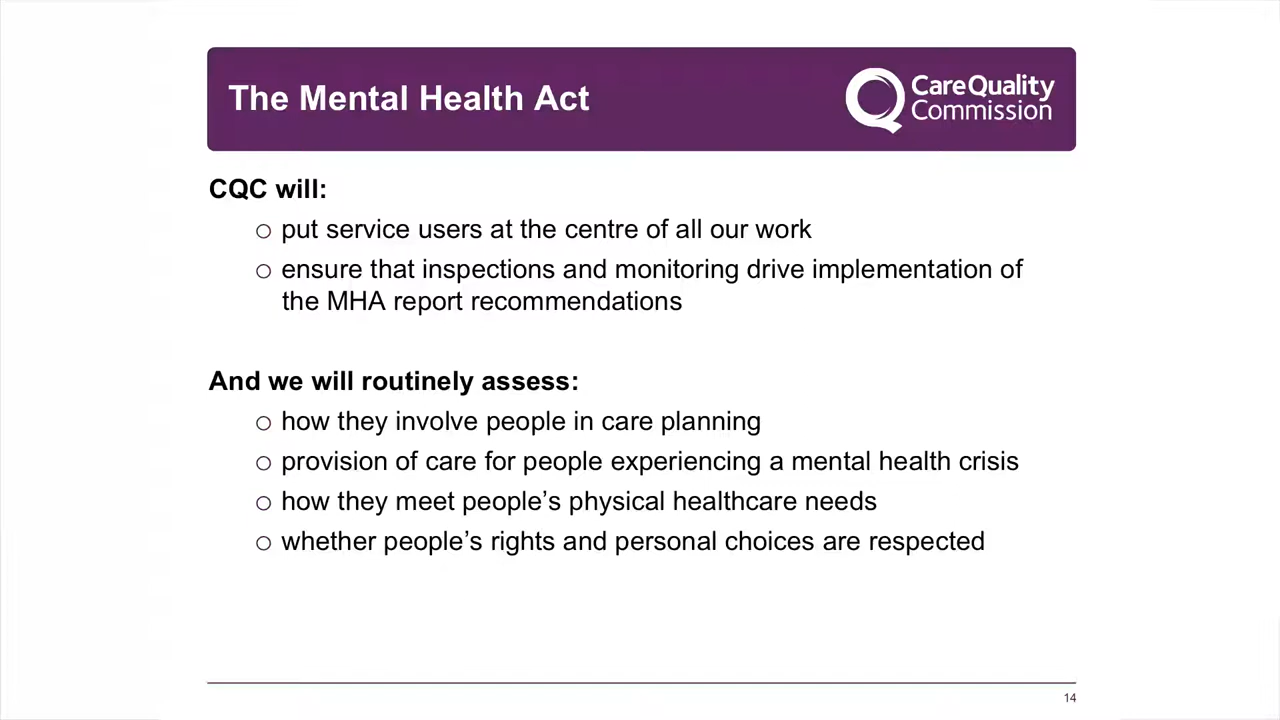 The Mental Health Act
CareQuality
Commission
CQC will:
○ put service users at the centre of all our work
○ ensure that inspections and monitoring drive implementation of
the MHA report recommendations
And we will routinely assess:
○ how they involve people in care planning
○ provision of care for people experiencing a mental health crisis
○ how they meet people’s physical healthcare needs
○ whether people’s rights and personal choices are respected
14